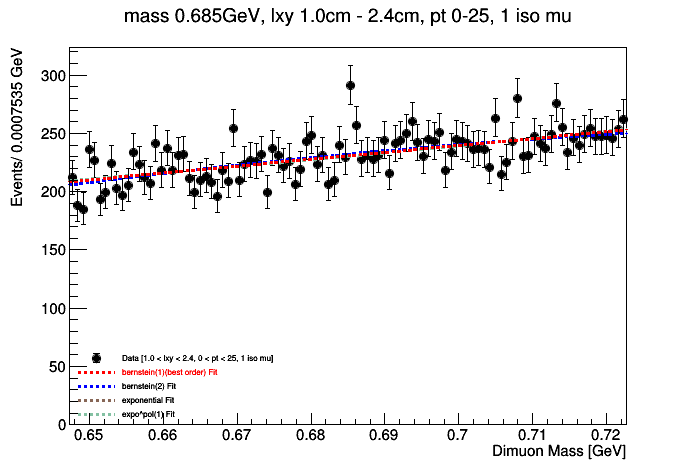 mass 0.685GeV, lxy 1.0cm - 2.4cm, pt 0-25, 1 iso mu
Events/ 0.0007535 GeV
300
250
200
150
100
50
0
Data [1.0 < lxy < 2.4, 0 < pt < 25, 1 iso mu]
bernstein(1)(best order) Fit
bernstein(2) Fit
exponential Fit
expo*pol(1) Fit
0.65 0.66 0.67 0.68 0.69 0.7 0.71 0.72
Dimuon Mass [GeV]